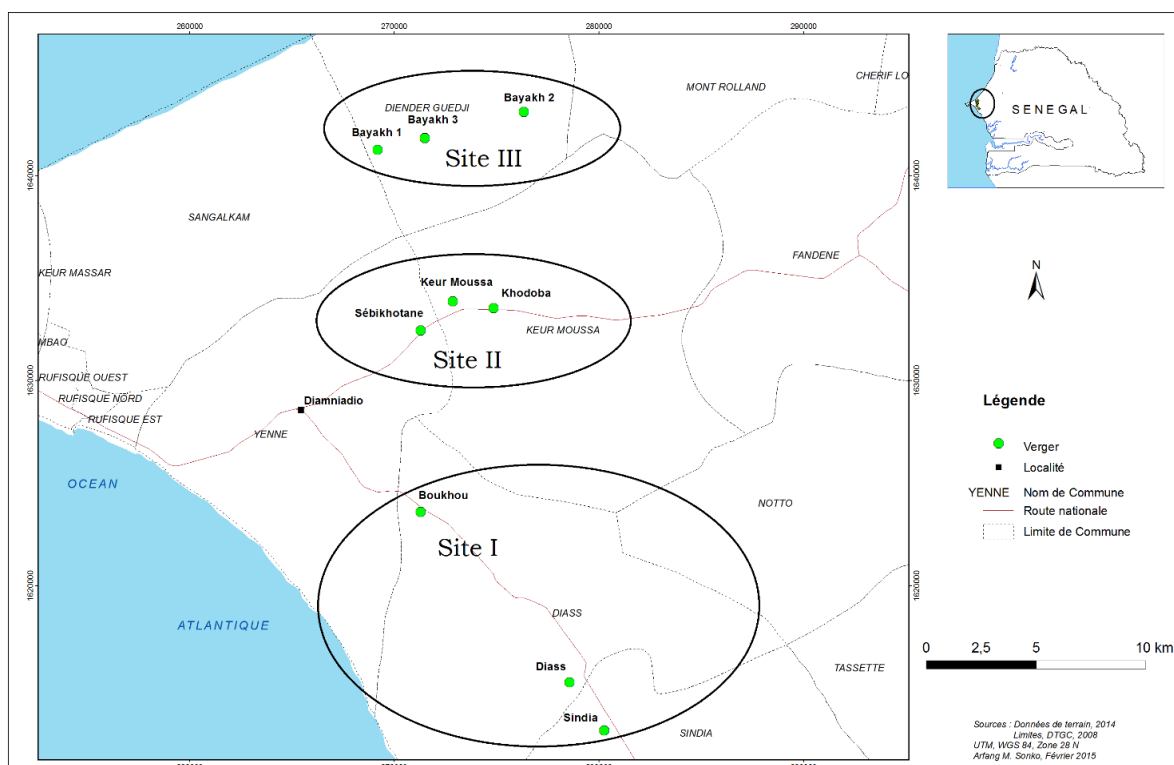 260000
270000
280000
290000
MONT ROLLAND
CHERIF LO
DIENDER GUEDJI
Bayakh 2
Bayakh 3
Bayakh 1
Site III
1640000
1640000
SANGALKAM
FANDENE
KEUR MASSAR
Keur Moussa
Khodoba
Sébikhotane
KEUR MOUSSA
MBAO
Site II
RUFISQUE OUEST
1630000
1630000
RUFISQUE NORD
Diamniadio
RUFISQUE EST
YENNE
OCEAN
Boukhou
NOTTO
Site I
1620000
1620000
DIASS
ATLANTIQUE
Diass
TASSETTE
Sindia
SINDIA
260000
270000
280000
290000
SENEGAL
N
Légende
Verger
Localité
YENNE Nom de Commune
Route nationale
Limite de Commune
0 2,5 5 10 km
Sources : Données de terrain, 2014
Limites, DTGC, 2008
UTM, WGS 84, Zone 28 N
Arfang M. Sonko, Février 2015